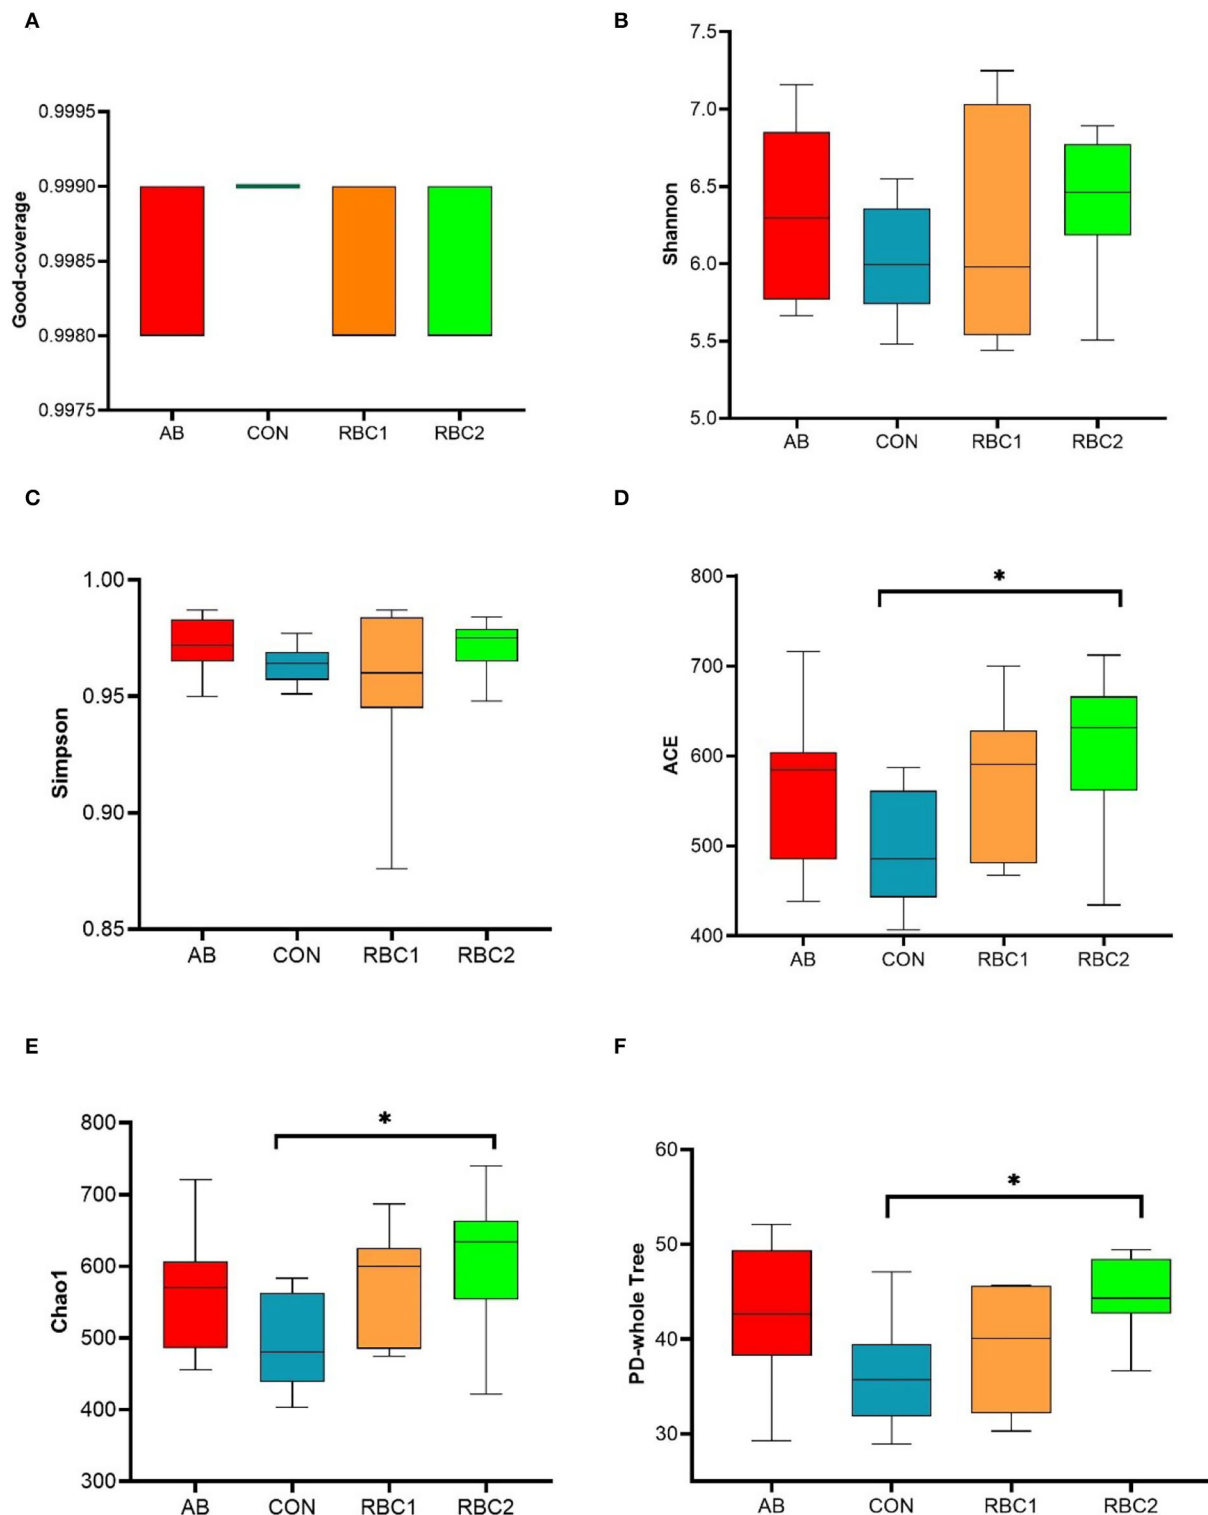 A
Good-coverage
0.9995
0.9990
0.9985
0.9980
0.9975
AB CON RBC1 RBC2
B
Shannon
7.5
7.0
6.5
6.0
5.5
5.0
AB CON RBC1 RBC2
C
Simpson
1.00
0.95
0.90
0.85
AB CON RBC1 RBC2
D
ACE
800
700
600
500
400
*
AB CON RBC1 RBC2
E
Chao1
800
700
600
500
400
300
*
AB CON RBC1 RBC2
F
PD-whole Tree
60
50
40
30
*
AB CON RBC1 RBC2